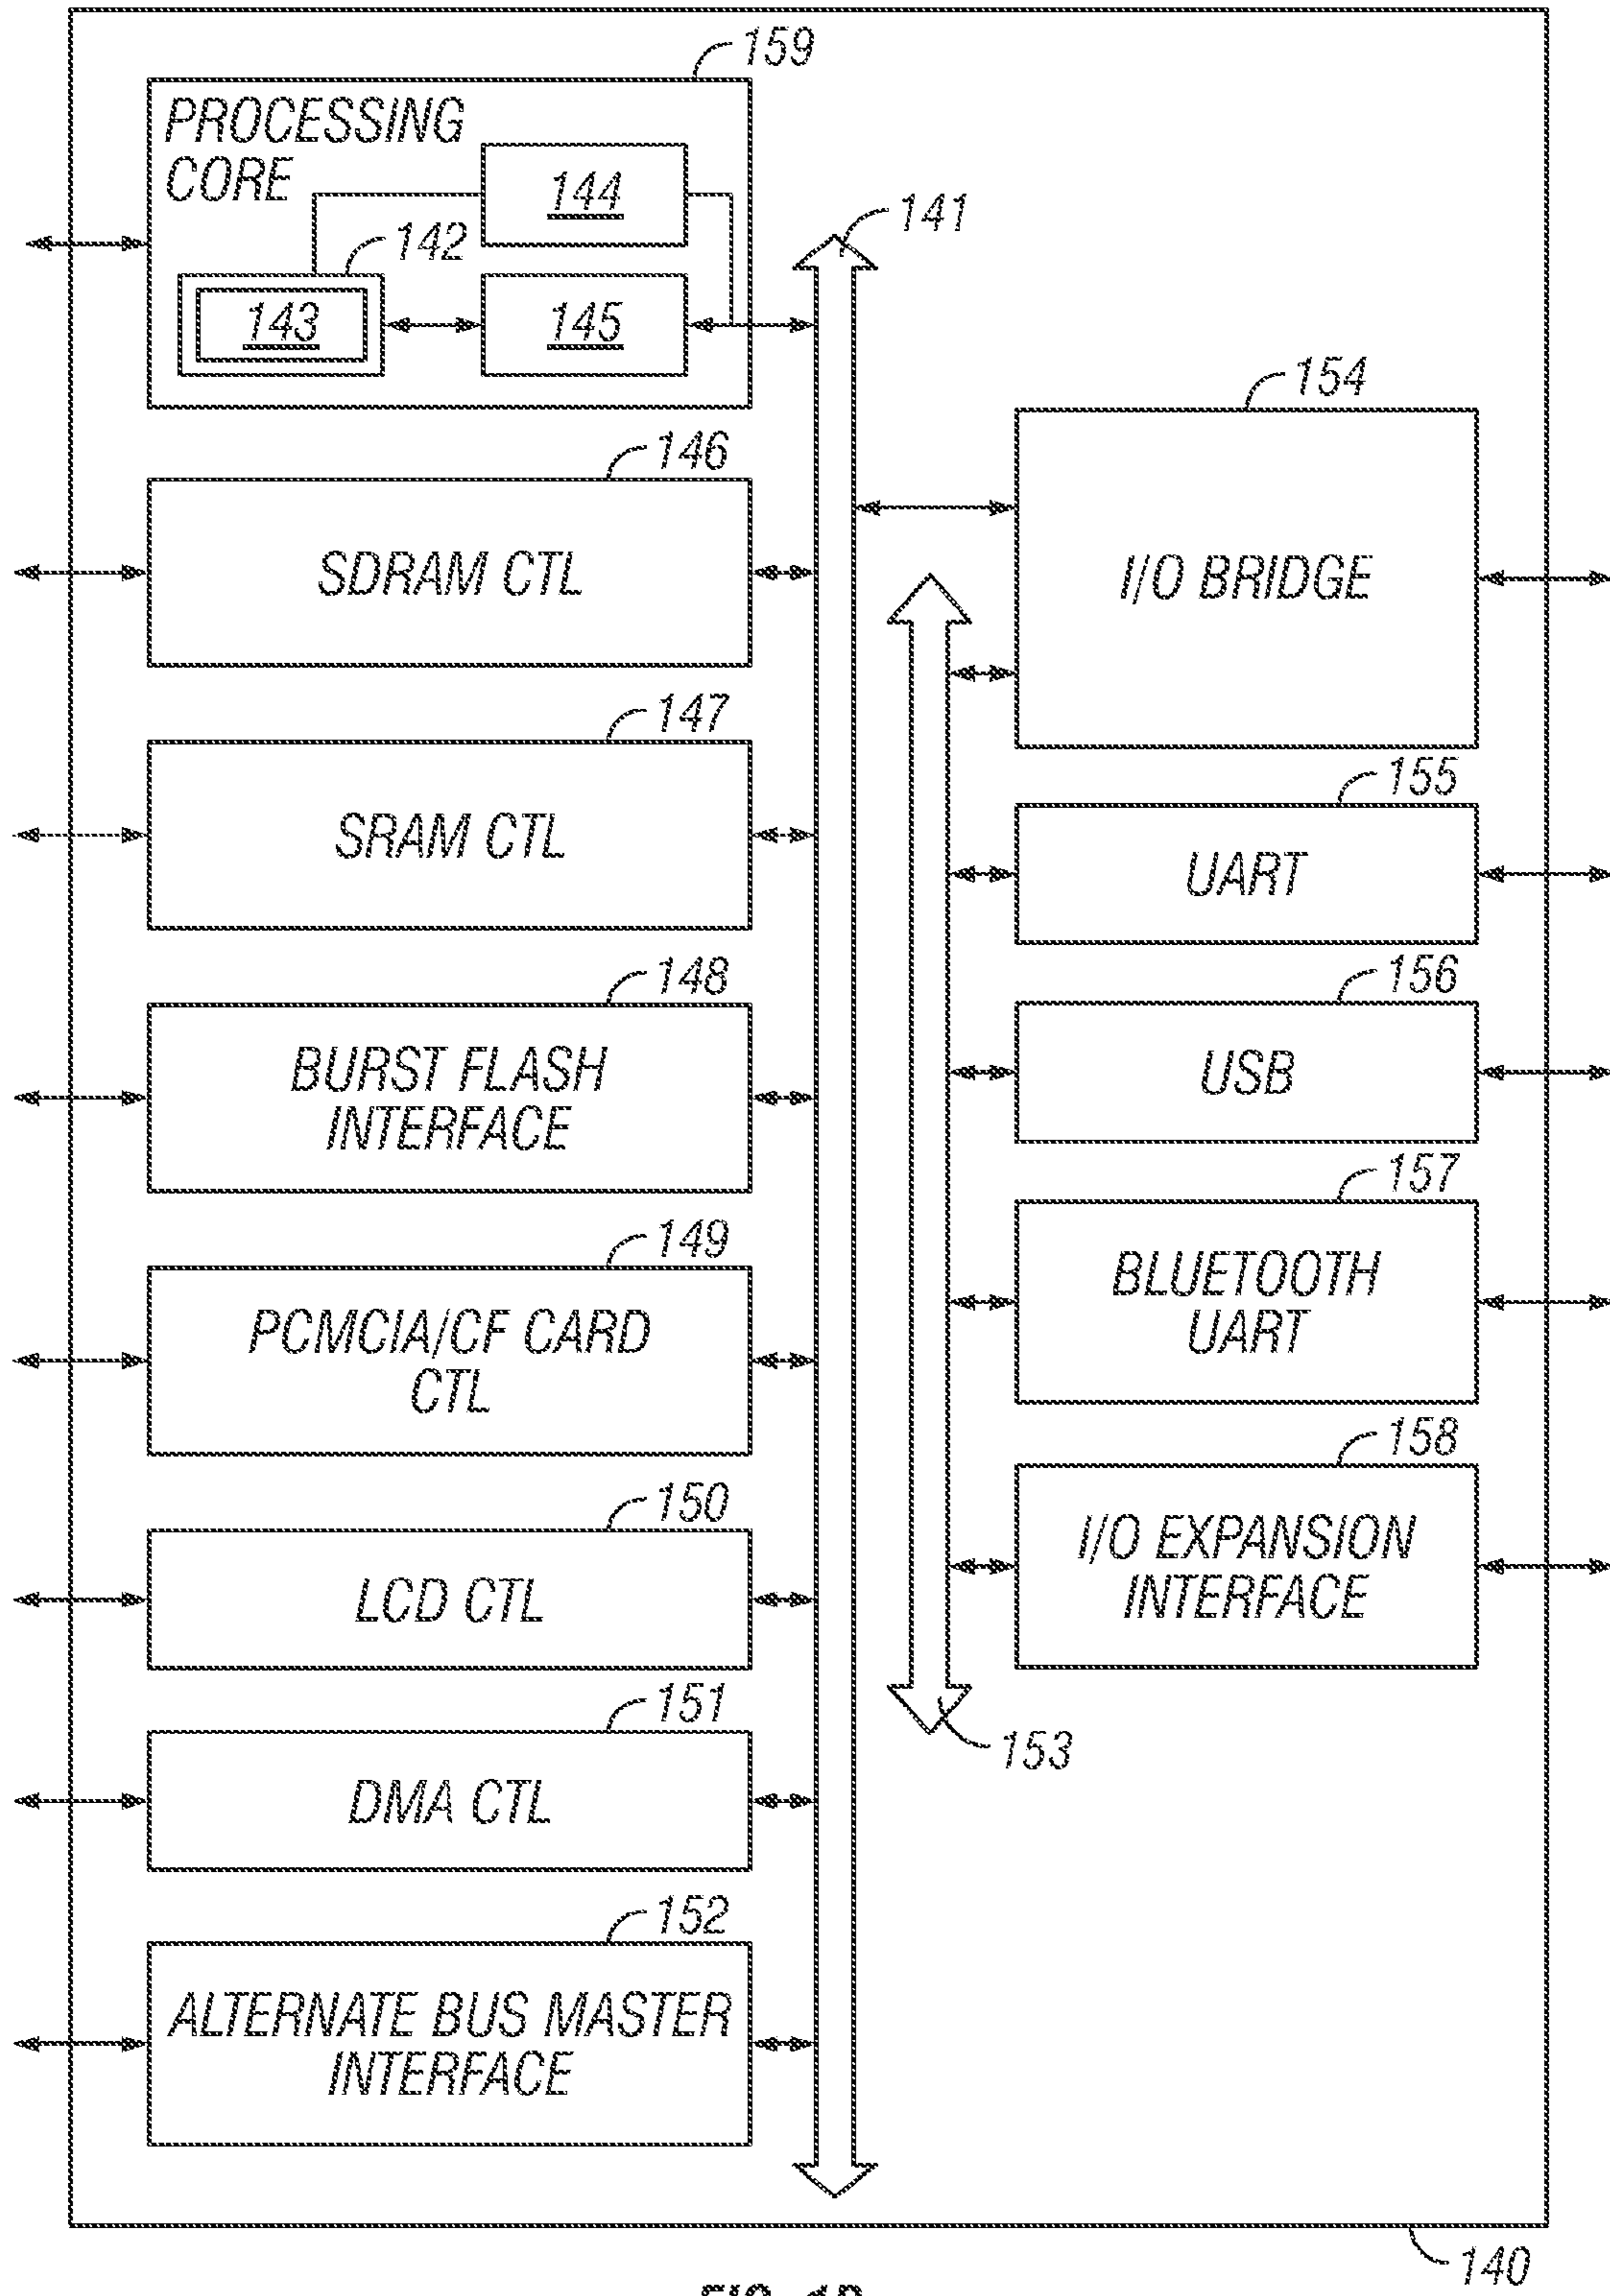 159
PROCESSING
CORE
144
142
141
143
145
154
146
SDRAM CTL
I/O BRIDGE
147
SRAM CTL
155
UART
148
BURST FLASH
INTERFACE
156
USB
149
PCMCIA/CF CARD
CTL
157
BLUETOOTH
UART
150
LCD CTL
158
I/O EXPANSION
INTERFACE
151
DMA CTL
153
152
ALTERNATE BUS MASTER
INTERFACE
140